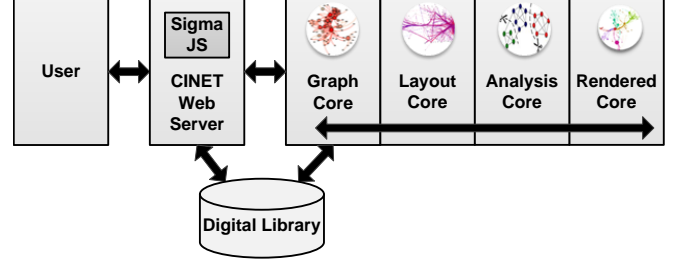 User
Sigma
JS
CINET
Web
Server
Graph
Core
Layout
Core
Analysis
Core
Rendered
Core
Digital Library